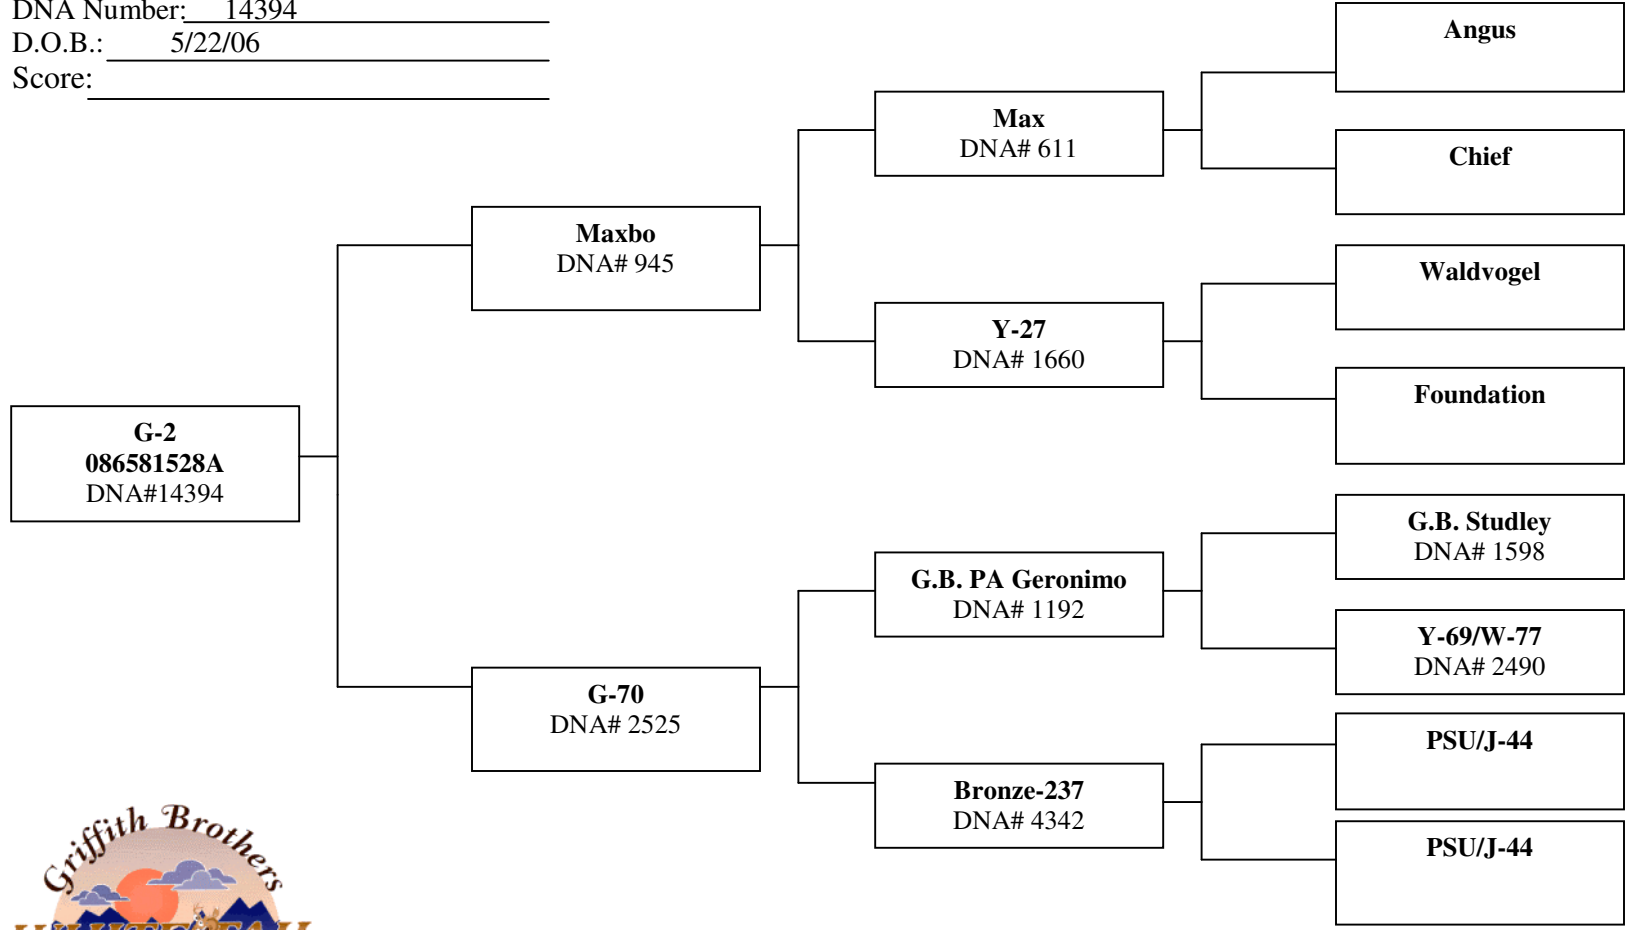 DNA Number: 14394
D.O.B.: 5/22/06
Score:
Angus
Max
DNA# 611
Chief
Maxbo
DNA# 945
Waldvogel
Y-27
DNA# 1660
Foundation
G-2
086581528A
DNA#14394
G.B. Studley
DNA# 1598
G.B. PA Geronimo
DNA# 1192
Y-69/W-77
DNA# 2490
G-70
DNA# 2525
PSU/J-44
Bronze-237
DNA# 4342
PSU/J-44
Griffith Brothers